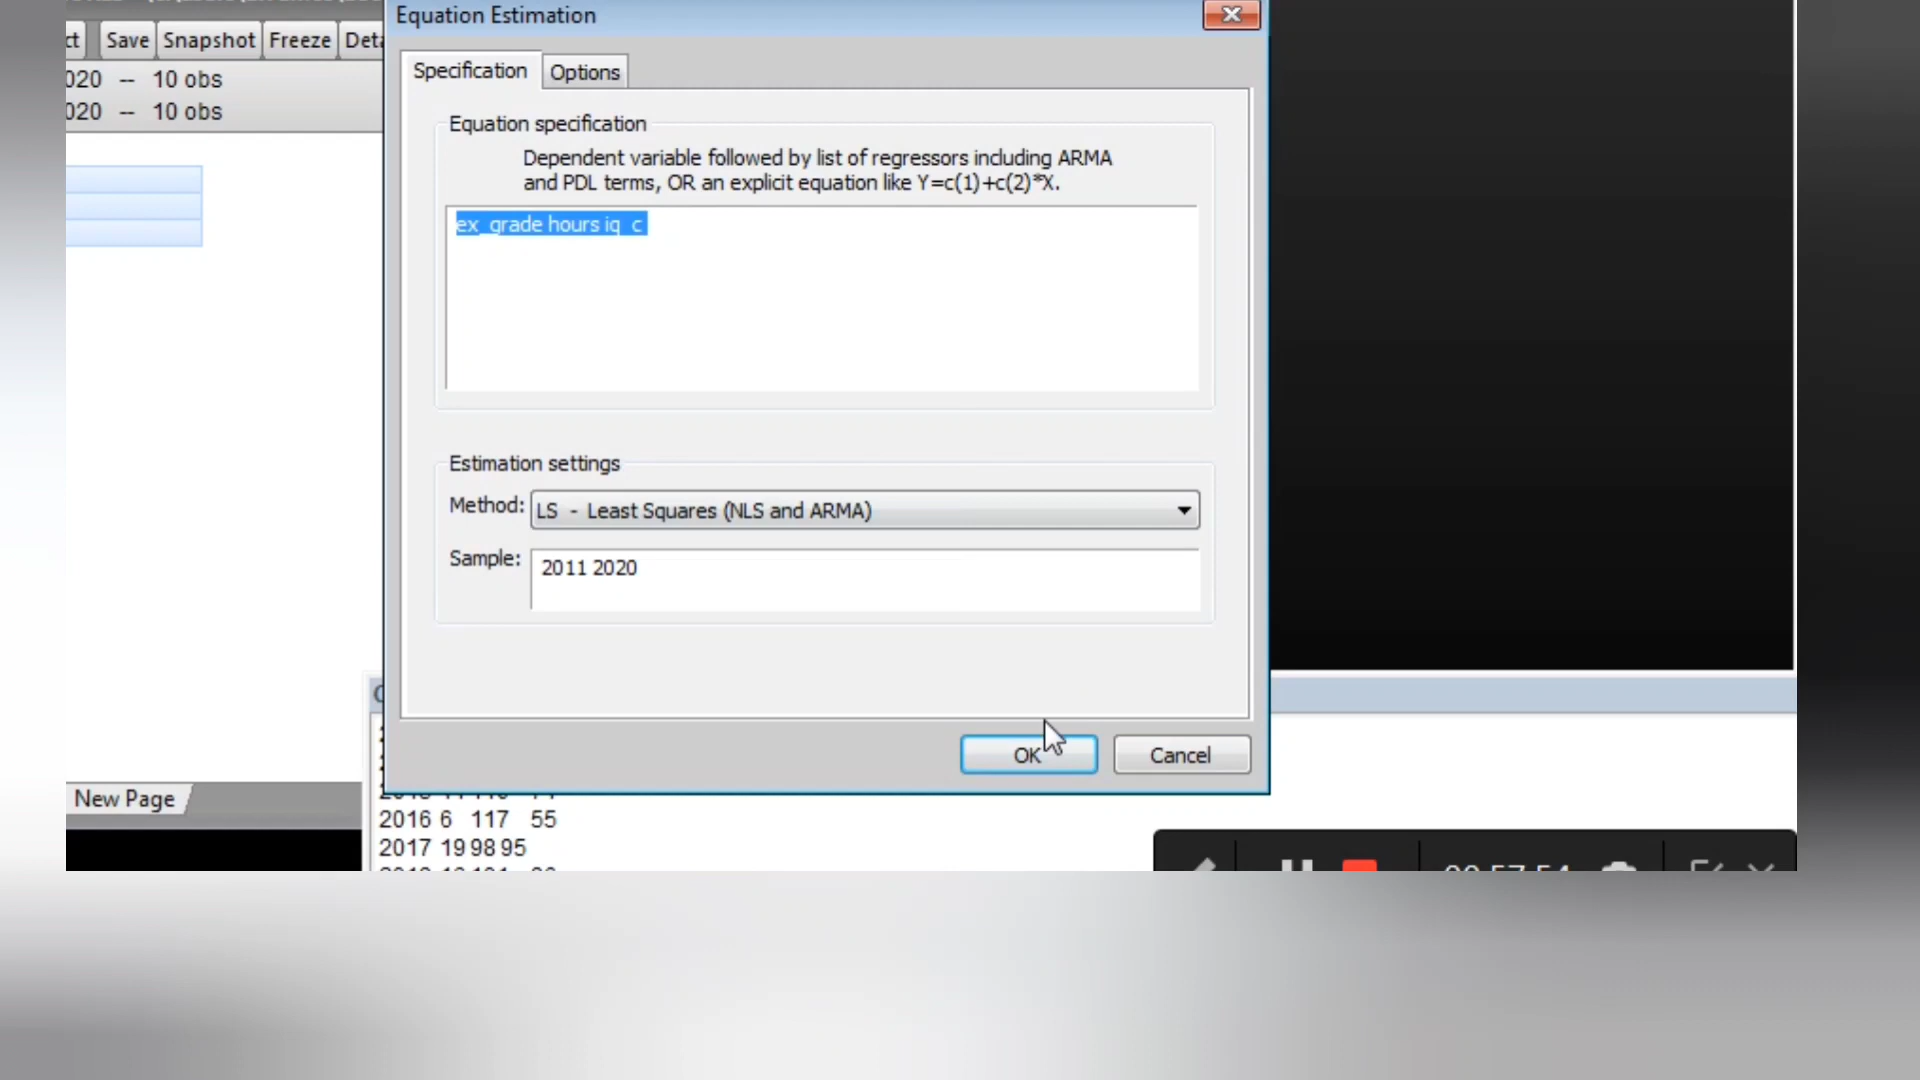 Equation Estimation
ct Save Snapshot Freeze Deta
020 -- 10 obs
020 -- 10 obs
Specification Options
Equation specification
Dependent variable followed by list of regressors including ARMA
and PDL terms, OR an explicit equation like Y=c(1)+c(2)*X.
ex_grade hours iq c
Estimation settings
Method: LS - Least Squares (NLS and ARMA)
Sample: 2011 2020
OK Cancel
New Page
2016 6 117 55
2017 19 98 95